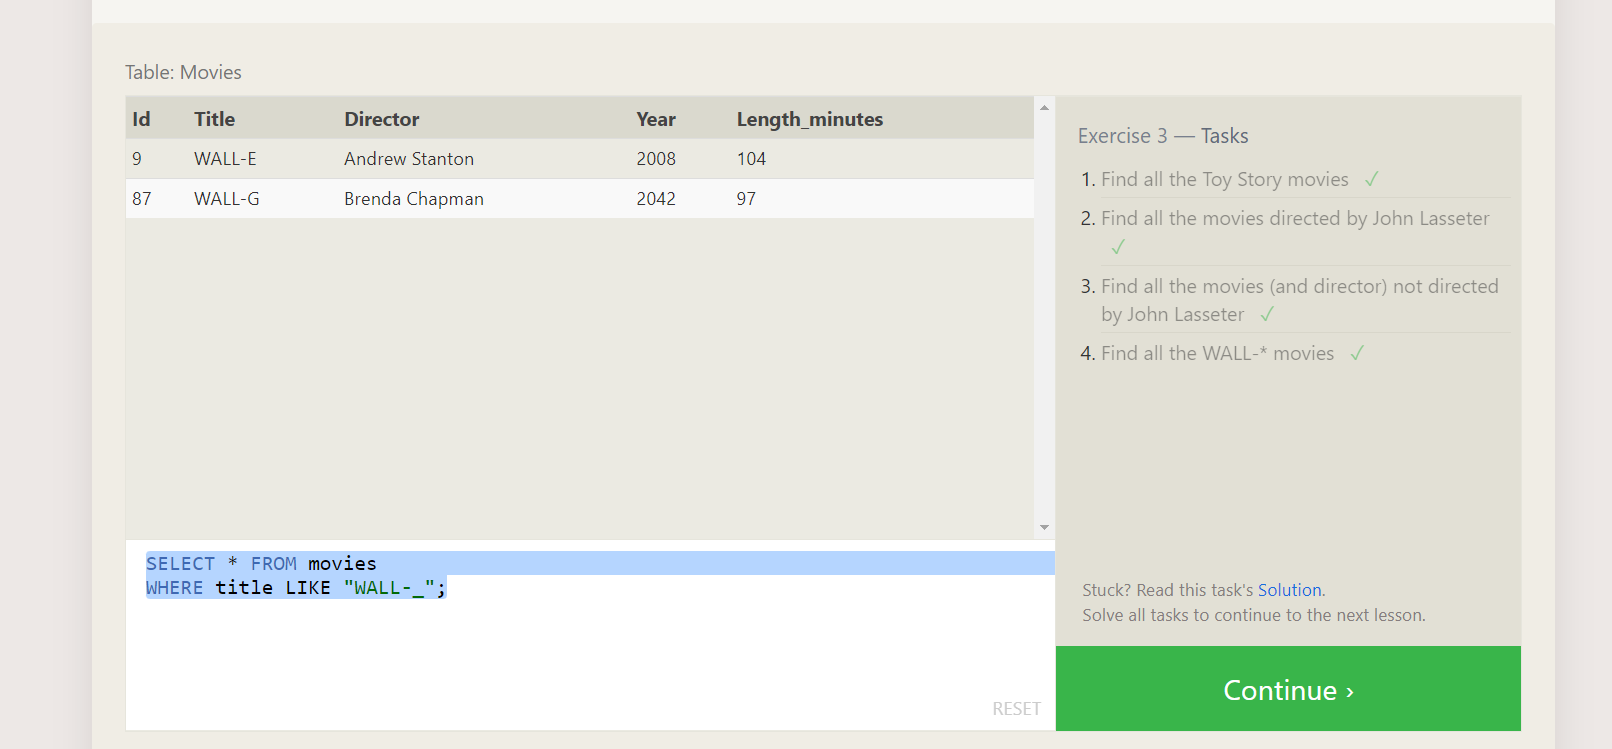 Table: Movies
Id Title Director Year Length_minutes
9 WALL-E Andrew Stanton 2008 104
87 WALL-G Brenda Chapman 2042 97
SELECT * FROM movies
WHERE title LIKE "WALL-_";
RESET
Exercise 3 — Tasks
1. Find all the Toy Story movies ✓
2. Find all the movies directed by John Lasseter
✓
3. Find all the movies (and director) not directed
by John Lasseter ✓
4. Find all the WALL-* movies ✓
Stuck? Read this task's Solution.
Solve all tasks to continue to the next lesson.
Continue ›